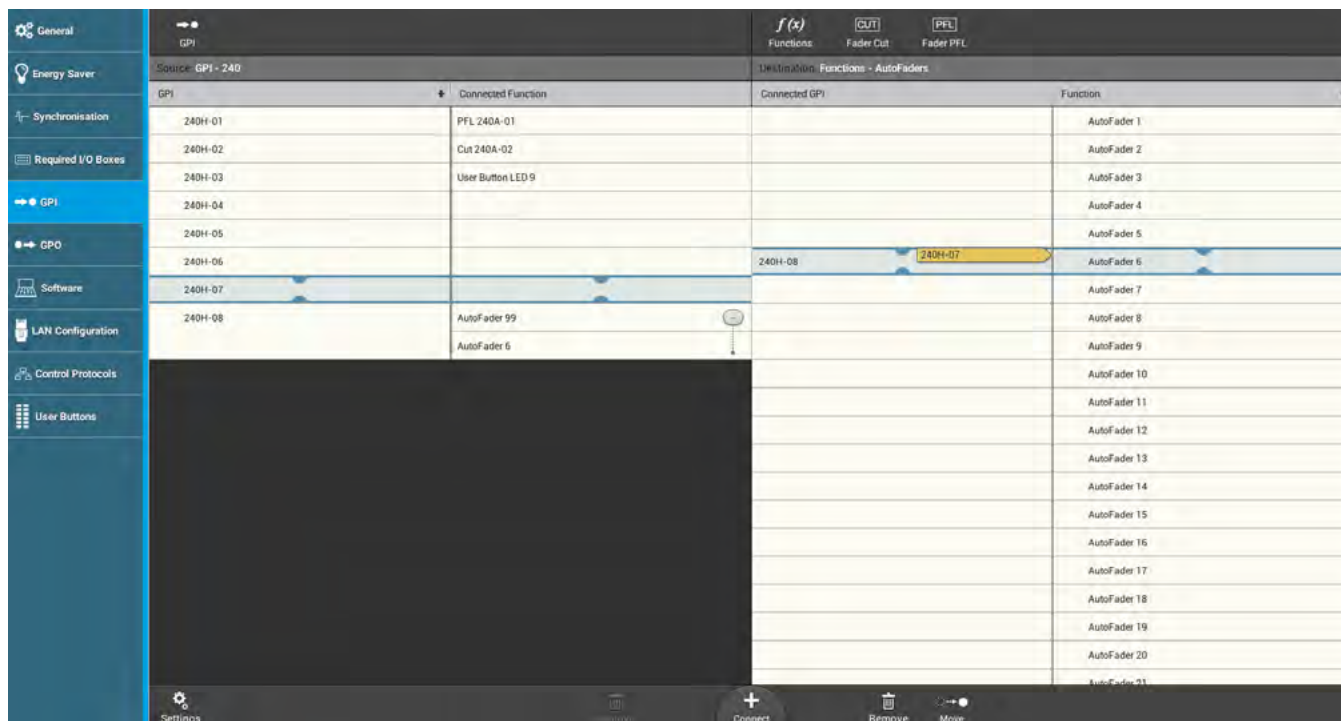 General
Energy Saver
Synchronisation
Required I/O Boxes
GPI
GPO
Software
LAN Configuration
Control Protocols
User Buttons
GPI
f(x) CUT PFL
Functions Fader Cut Fader PFL
Source: GPI - 240
Destination: Functions - AutoFaders
GPI Connected Function
240H-01 PFL 240A-01
240H-02 Cut 240A-02
240H-03 User Button LED 9
240H-04
240H-05
240H-06
240H-07
240H-08 AutoFader 99
AutoFader 6
Connected GPI Function
AutoFader 1
AutoFader 2
AutoFader 3
AutoFader 4
AutoFader 5
240H-08 240H-07 AutoFader 6
AutoFader 7
AutoFader 8
AutoFader 9
AutoFader 10
AutoFader 11
AutoFader 12
AutoFader 13
AutoFader 14
AutoFader 15
AutoFader 16
AutoFader 17
AutoFader 18
AutoFader 19
AutoFader 20
AutoFader 21
Settings Connect Remove Move